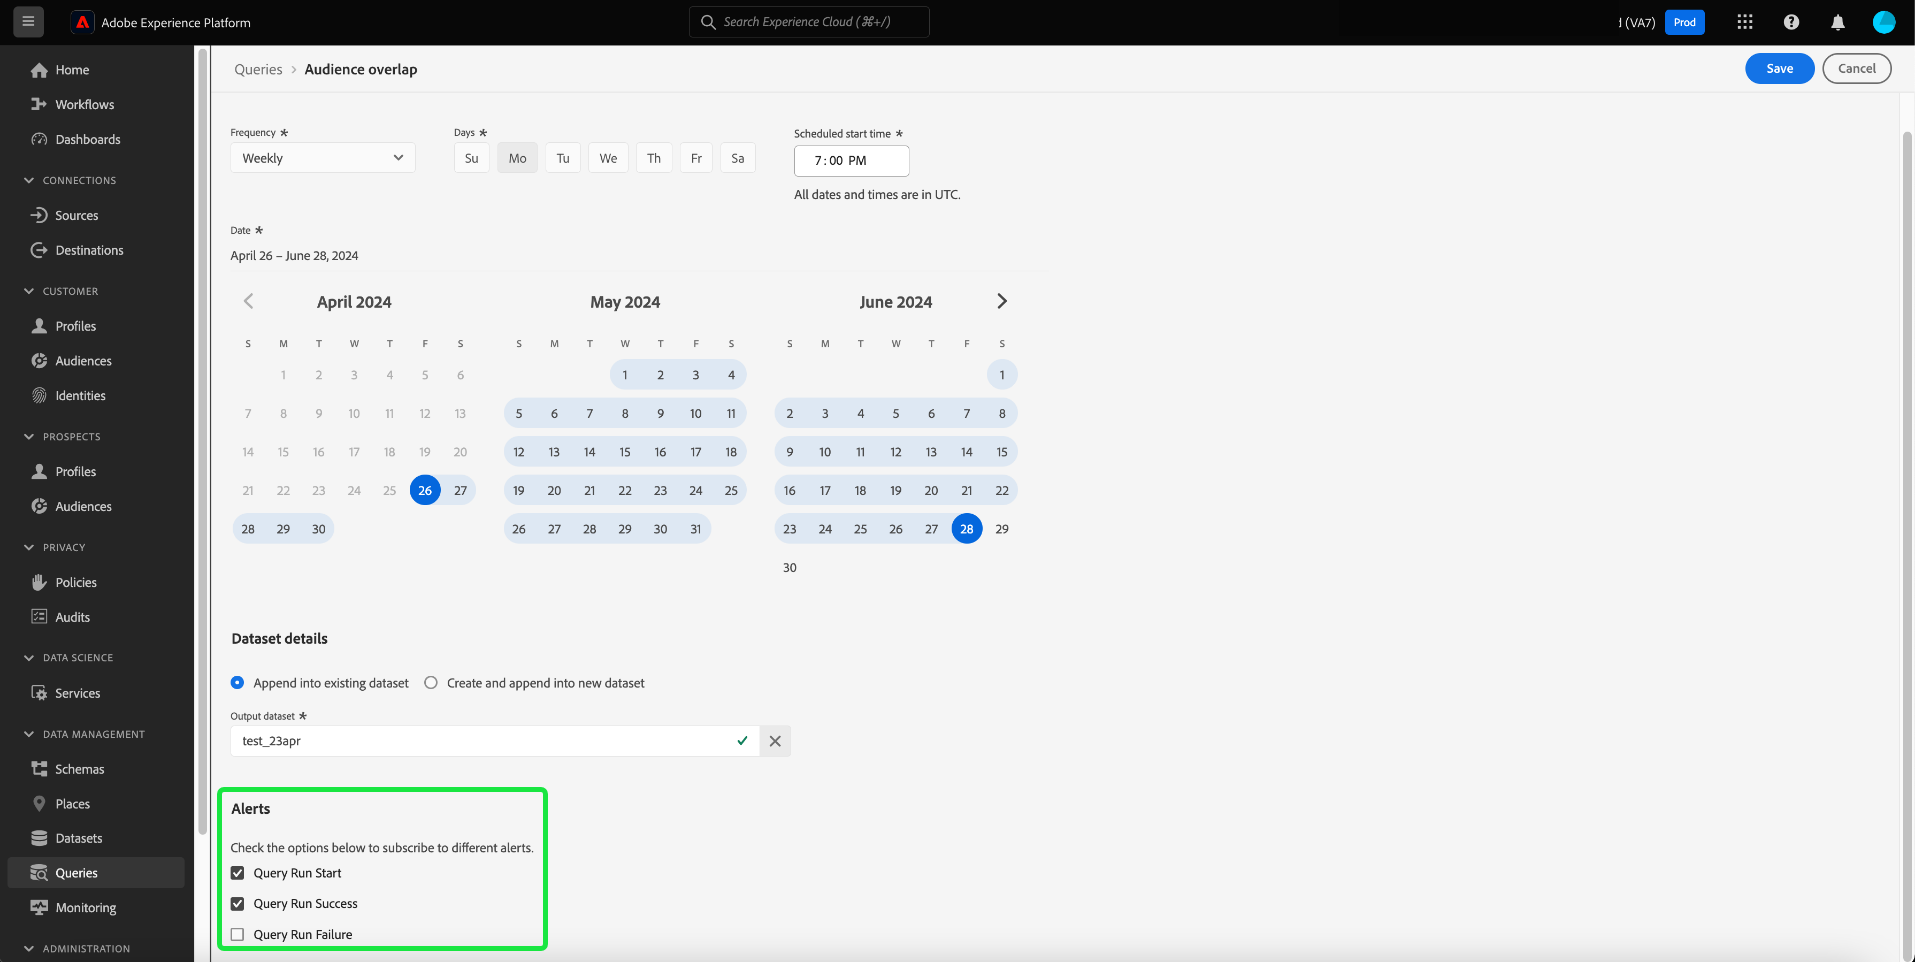 Adobe Experience Platform
Search Experience Cloud (⌘+/)
(VA7)
Prod
Home
Workflows
Dashboards
CONNECTIONS
Sources
Destinations
CUSTOMER
Profiles
Audiences
Identities
PROSPECTS
Profiles
Audiences
PRIVACY
Policies
Audits
DATA SCIENCE
Services
DATA MANAGEMENT
Schemas
Places
Datasets
Queries
Monitoring
ADMINISTRATION
Queries > Audience overlap
Save
Cancel
Frequency *
Weekly
Days *
Su Mo Tu We Th Fr Sa
Scheduled start time *
7:00 PM
All dates and times are in UTC.
Date *
April 26 – June 28, 2024
April 2024
S M T W T F S
1 2 3 4 5 6
7 8 9 10 11 12 13
14 15 16 17 18 19 20
21 22 23 24 25 26 27
28 29 30
May 2024
S M T W T F S
1 2 3 4
5 6 7 8 9 10 11
12 13 14 15 16 17 18
19 20 21 22 23 24 25
26 27 28 29 30 31
June 2024
S M T W T F S
1
2 3 4 5 6 7 8
9 10 11 12 13 14 15
16 17 18 19 20 21 22
23 24 25 26 27 28 29
30
Dataset details
Append into existing dataset
Create and append into new dataset
Output dataset *
test_23apr
Alerts
Check the options below to subscribe to different alerts.
Query Run Start
Query Run Success
Query Run Failure